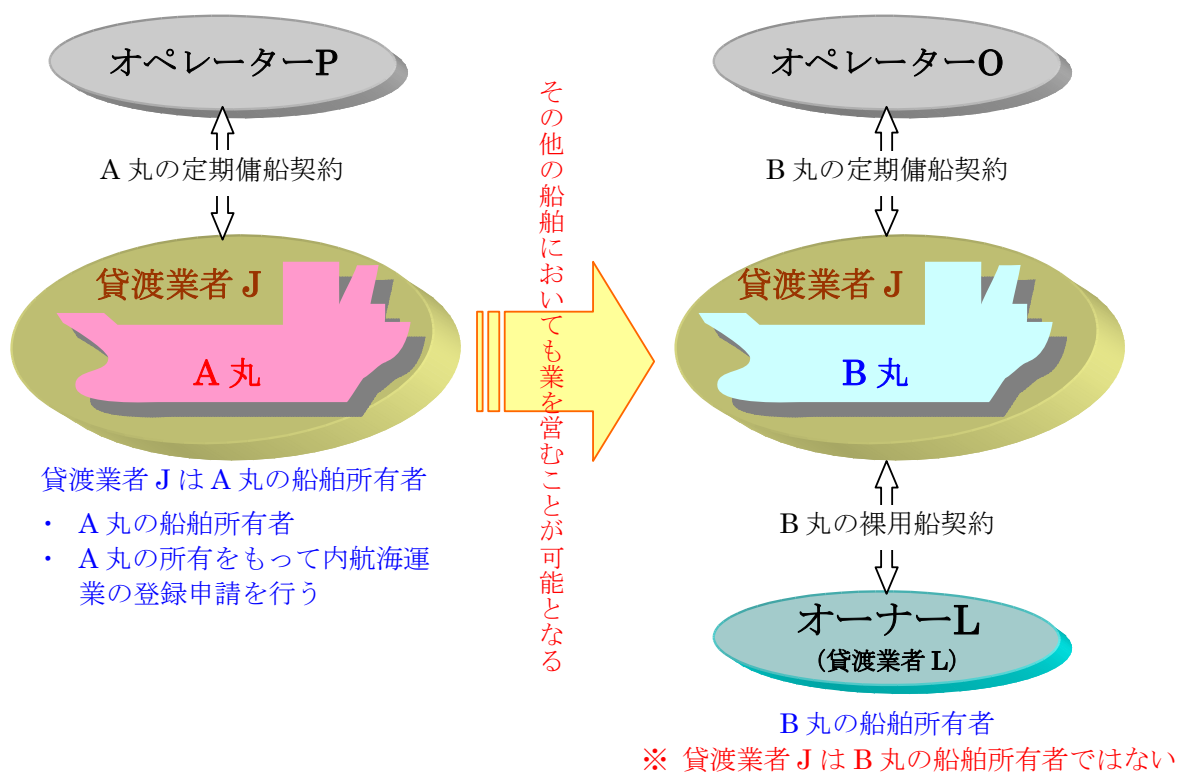 オペレーターP
A 丸の定期傭船契約
貸渡業者 J
A 丸
貸渡業者 J は A 丸の船舶所有者
・ A 丸の船舶所有者
・ A 丸の所有をもって内航海運
業の登録申請を行う
その他の船舶においても業を営むことが可能となる
オペレーターO
B 丸の定期傭船契約
貸渡業者 J
B 丸
B 丸の裸用船契約
オーナーL
(貸渡業者 L)
B 丸の船舶所有者
※ 貸渡業者 J は B 丸の船舶所有者ではない